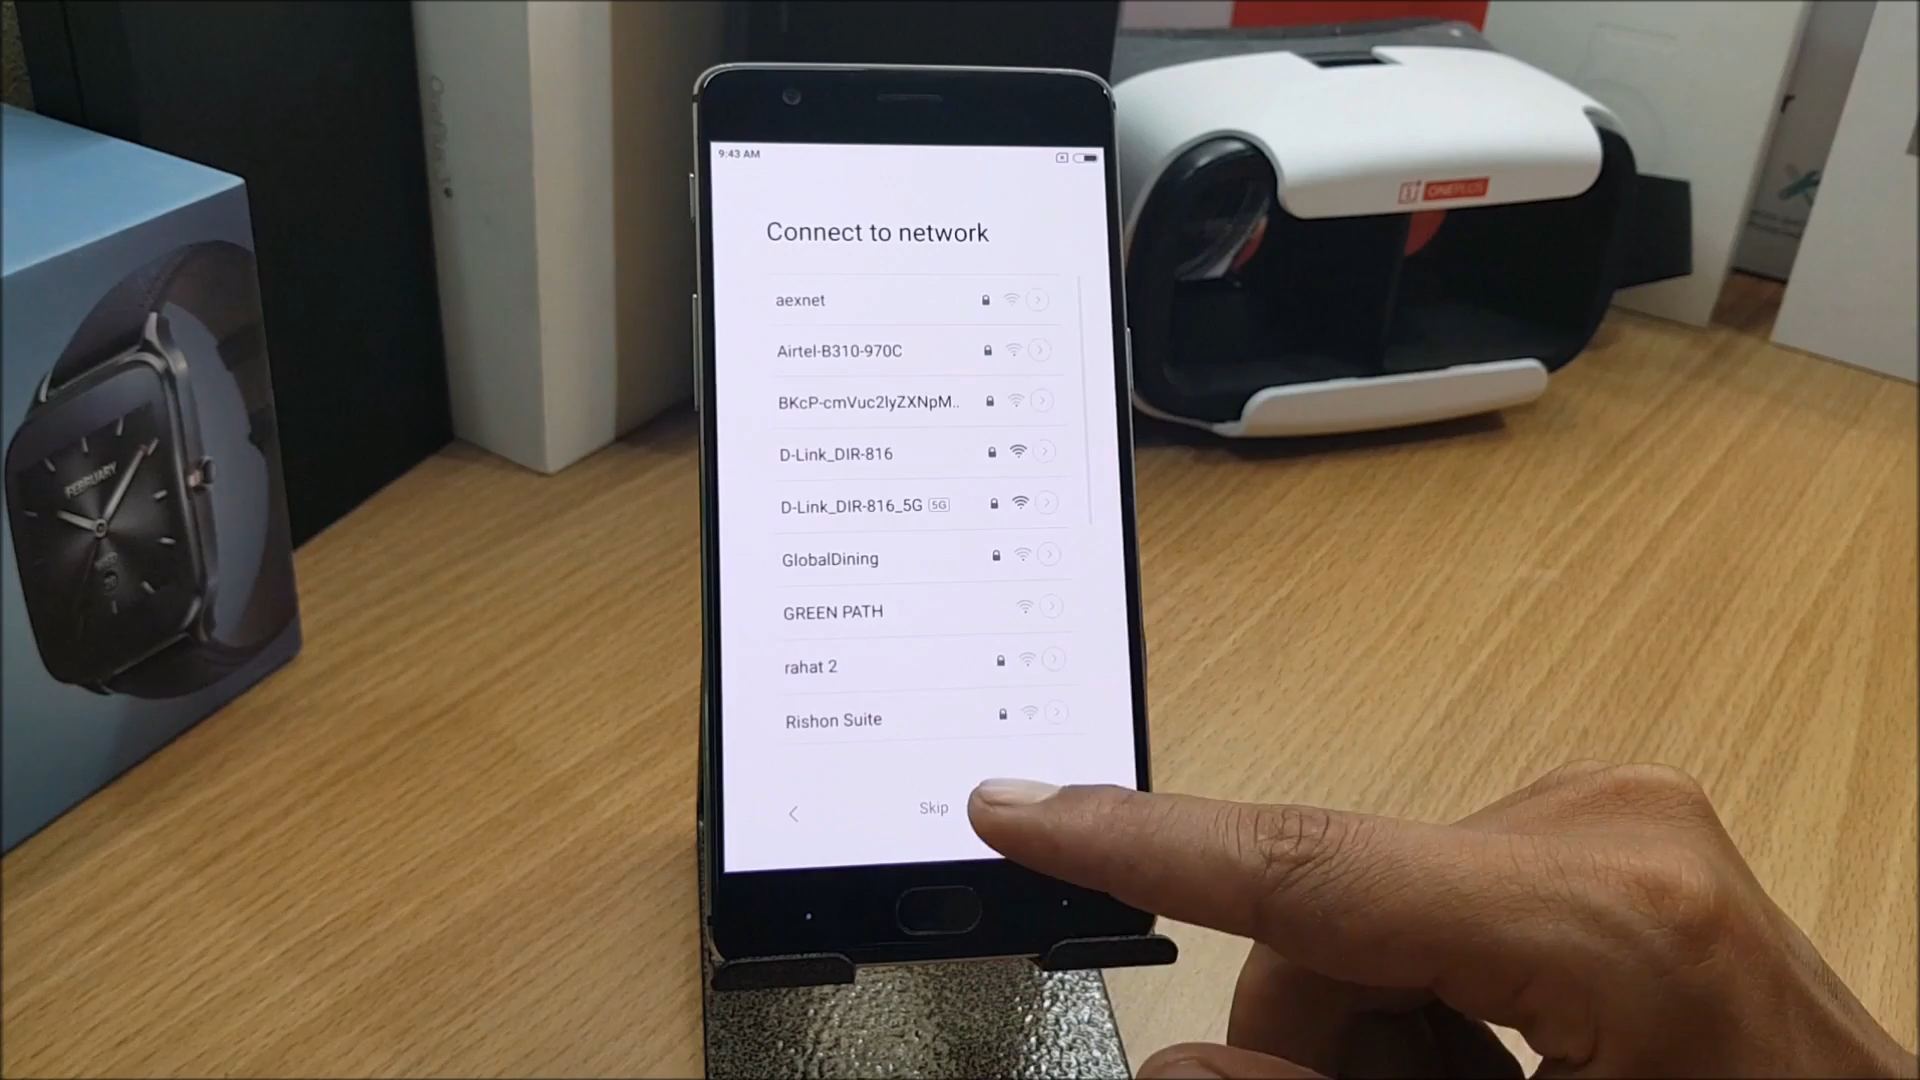 9:43 AM
Connect to network
aexnet
Airtel-B310-970C
BKcP-cmVuc2lyZXNpM..
D-Link_DIR-816
D-Link_DIR-816_5G 5G
GlobalDining
GREEN PATH
rahat 2
Rishon Suite
Skip
ONEPLUS
FEBRUARY